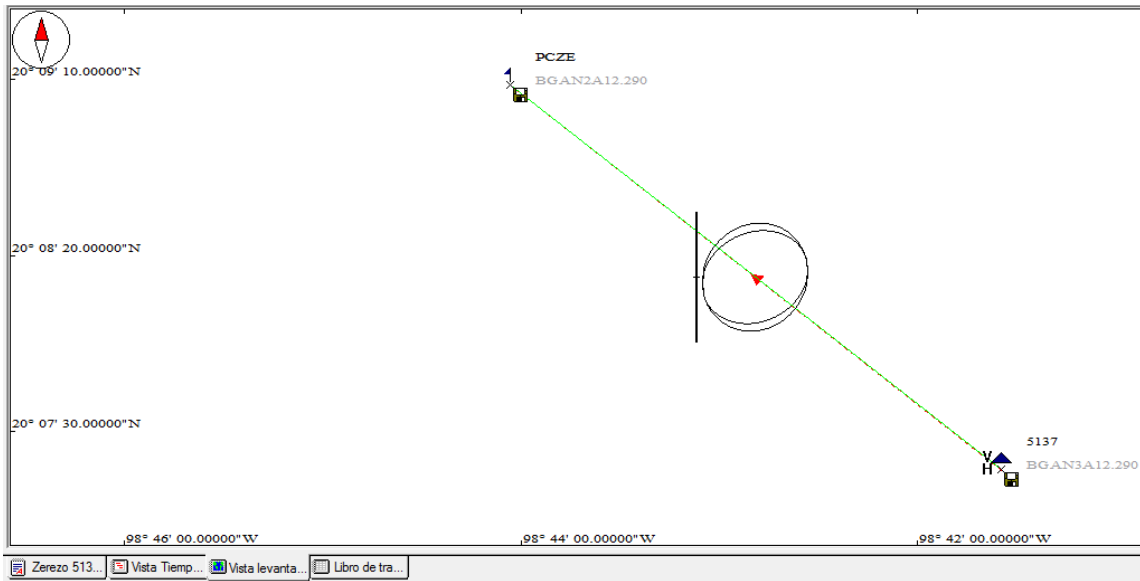 PCZE
20° 09' 10.00000"N
BGAN2A12.290
20° 08' 20.00000"N
20° 07' 30.00000"N
5137
V
H
BGAN3A12.290
98° 46' 00.00000"W
98° 44' 00.00000"W
98° 42' 00.00000"W
Zerezo 513... Vista Tiemp... Vista levanta... Libro de tra...